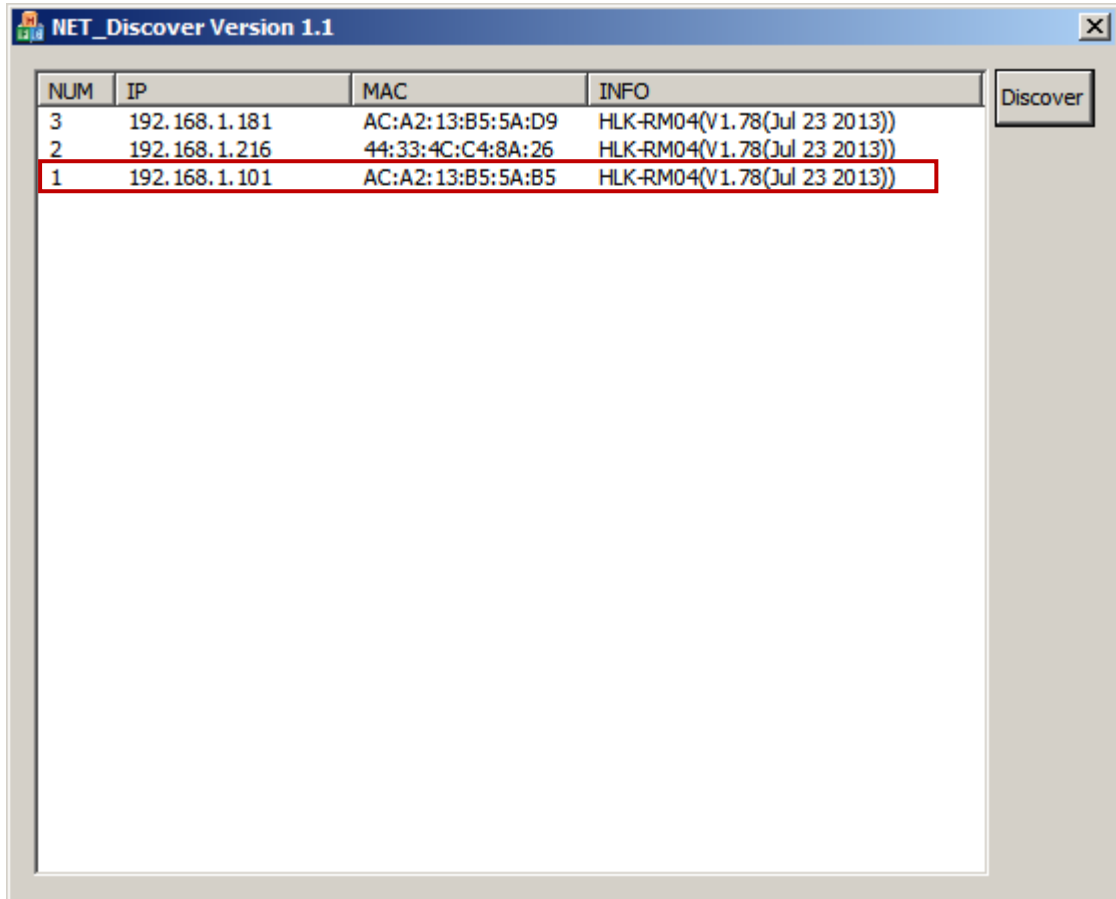 NET_Discover Version 1.1
NUM IP MAC INFO
Discover
3 192.168.1.181 AC:A2:13:B5:5A:D9 HLK-RM04(V1.78(Jul 23 2013))
2 192.168.1.216 44:33:4C:C4:8A:26 HLK-RM04(V1.78(Jul 23 2013))
1 192.168.1.101 AC:A2:13:B5:5A:B5 HLK-RM04(V1.78(Jul 23 2013))